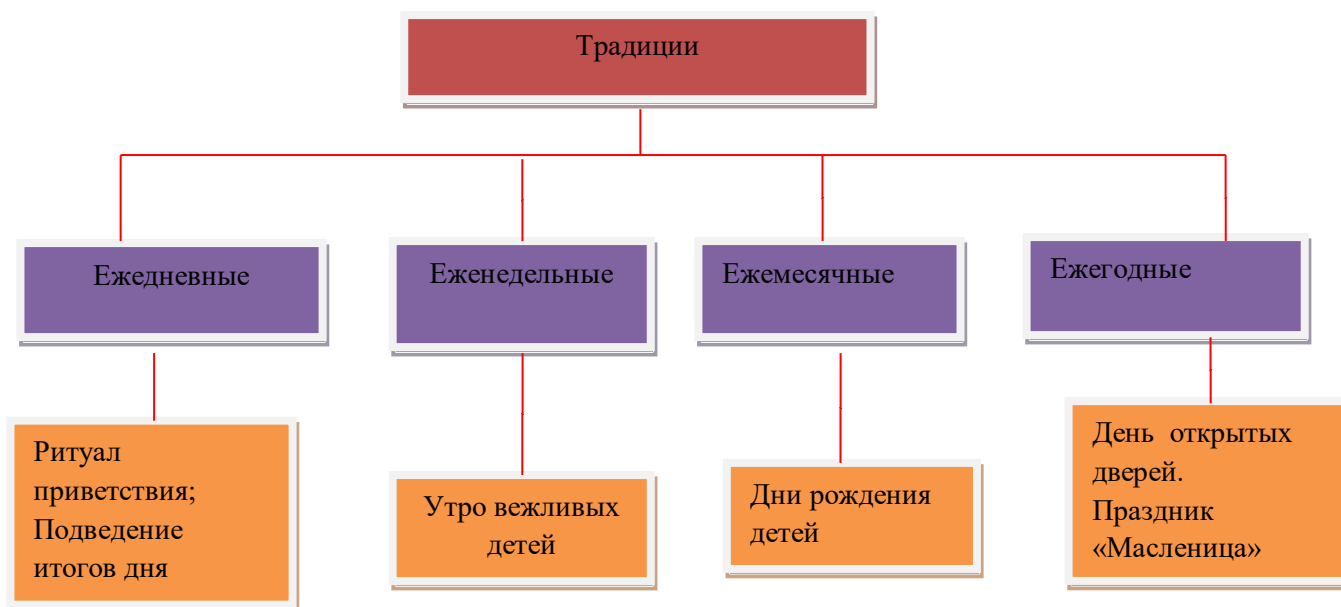 Традиции
Ежедневные
Еженедельные
Ежемесячные
Ежегодные
Ритуал
приветствия;
Подведение
итогов дня
Утро вежливых
детей
Дни рождения
детей
День открытых
дверей.
Праздник
«Масленица»